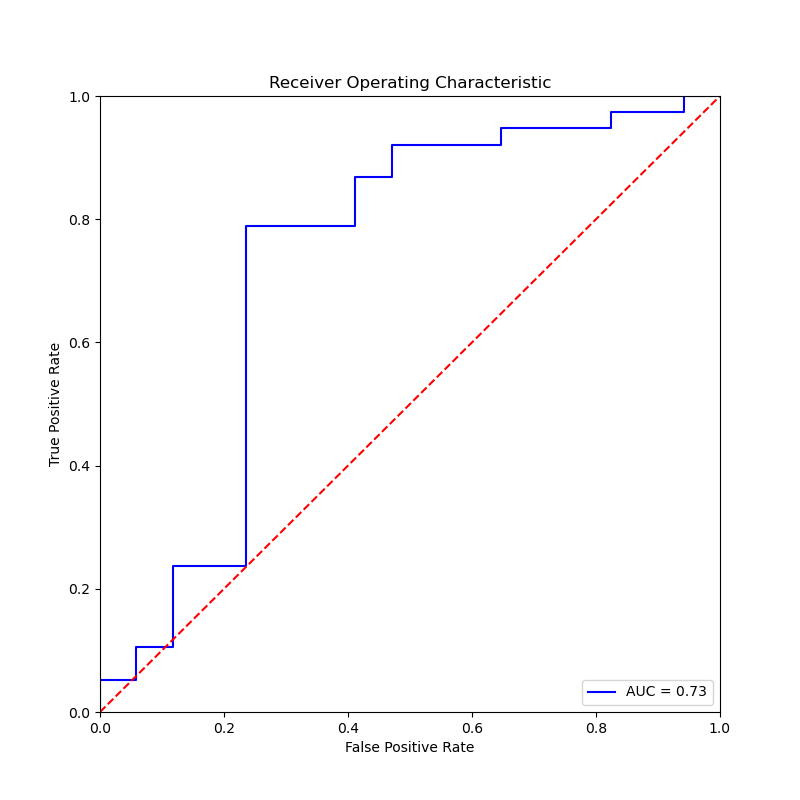 Receiver Operating Characteristic
True Positive Rate
1.0
0.8
0.6
0.4
0.2
0.0
AUC = 0.73
0.0 0.2 0.4 0.6 0.8 1.0
False Positive Rate